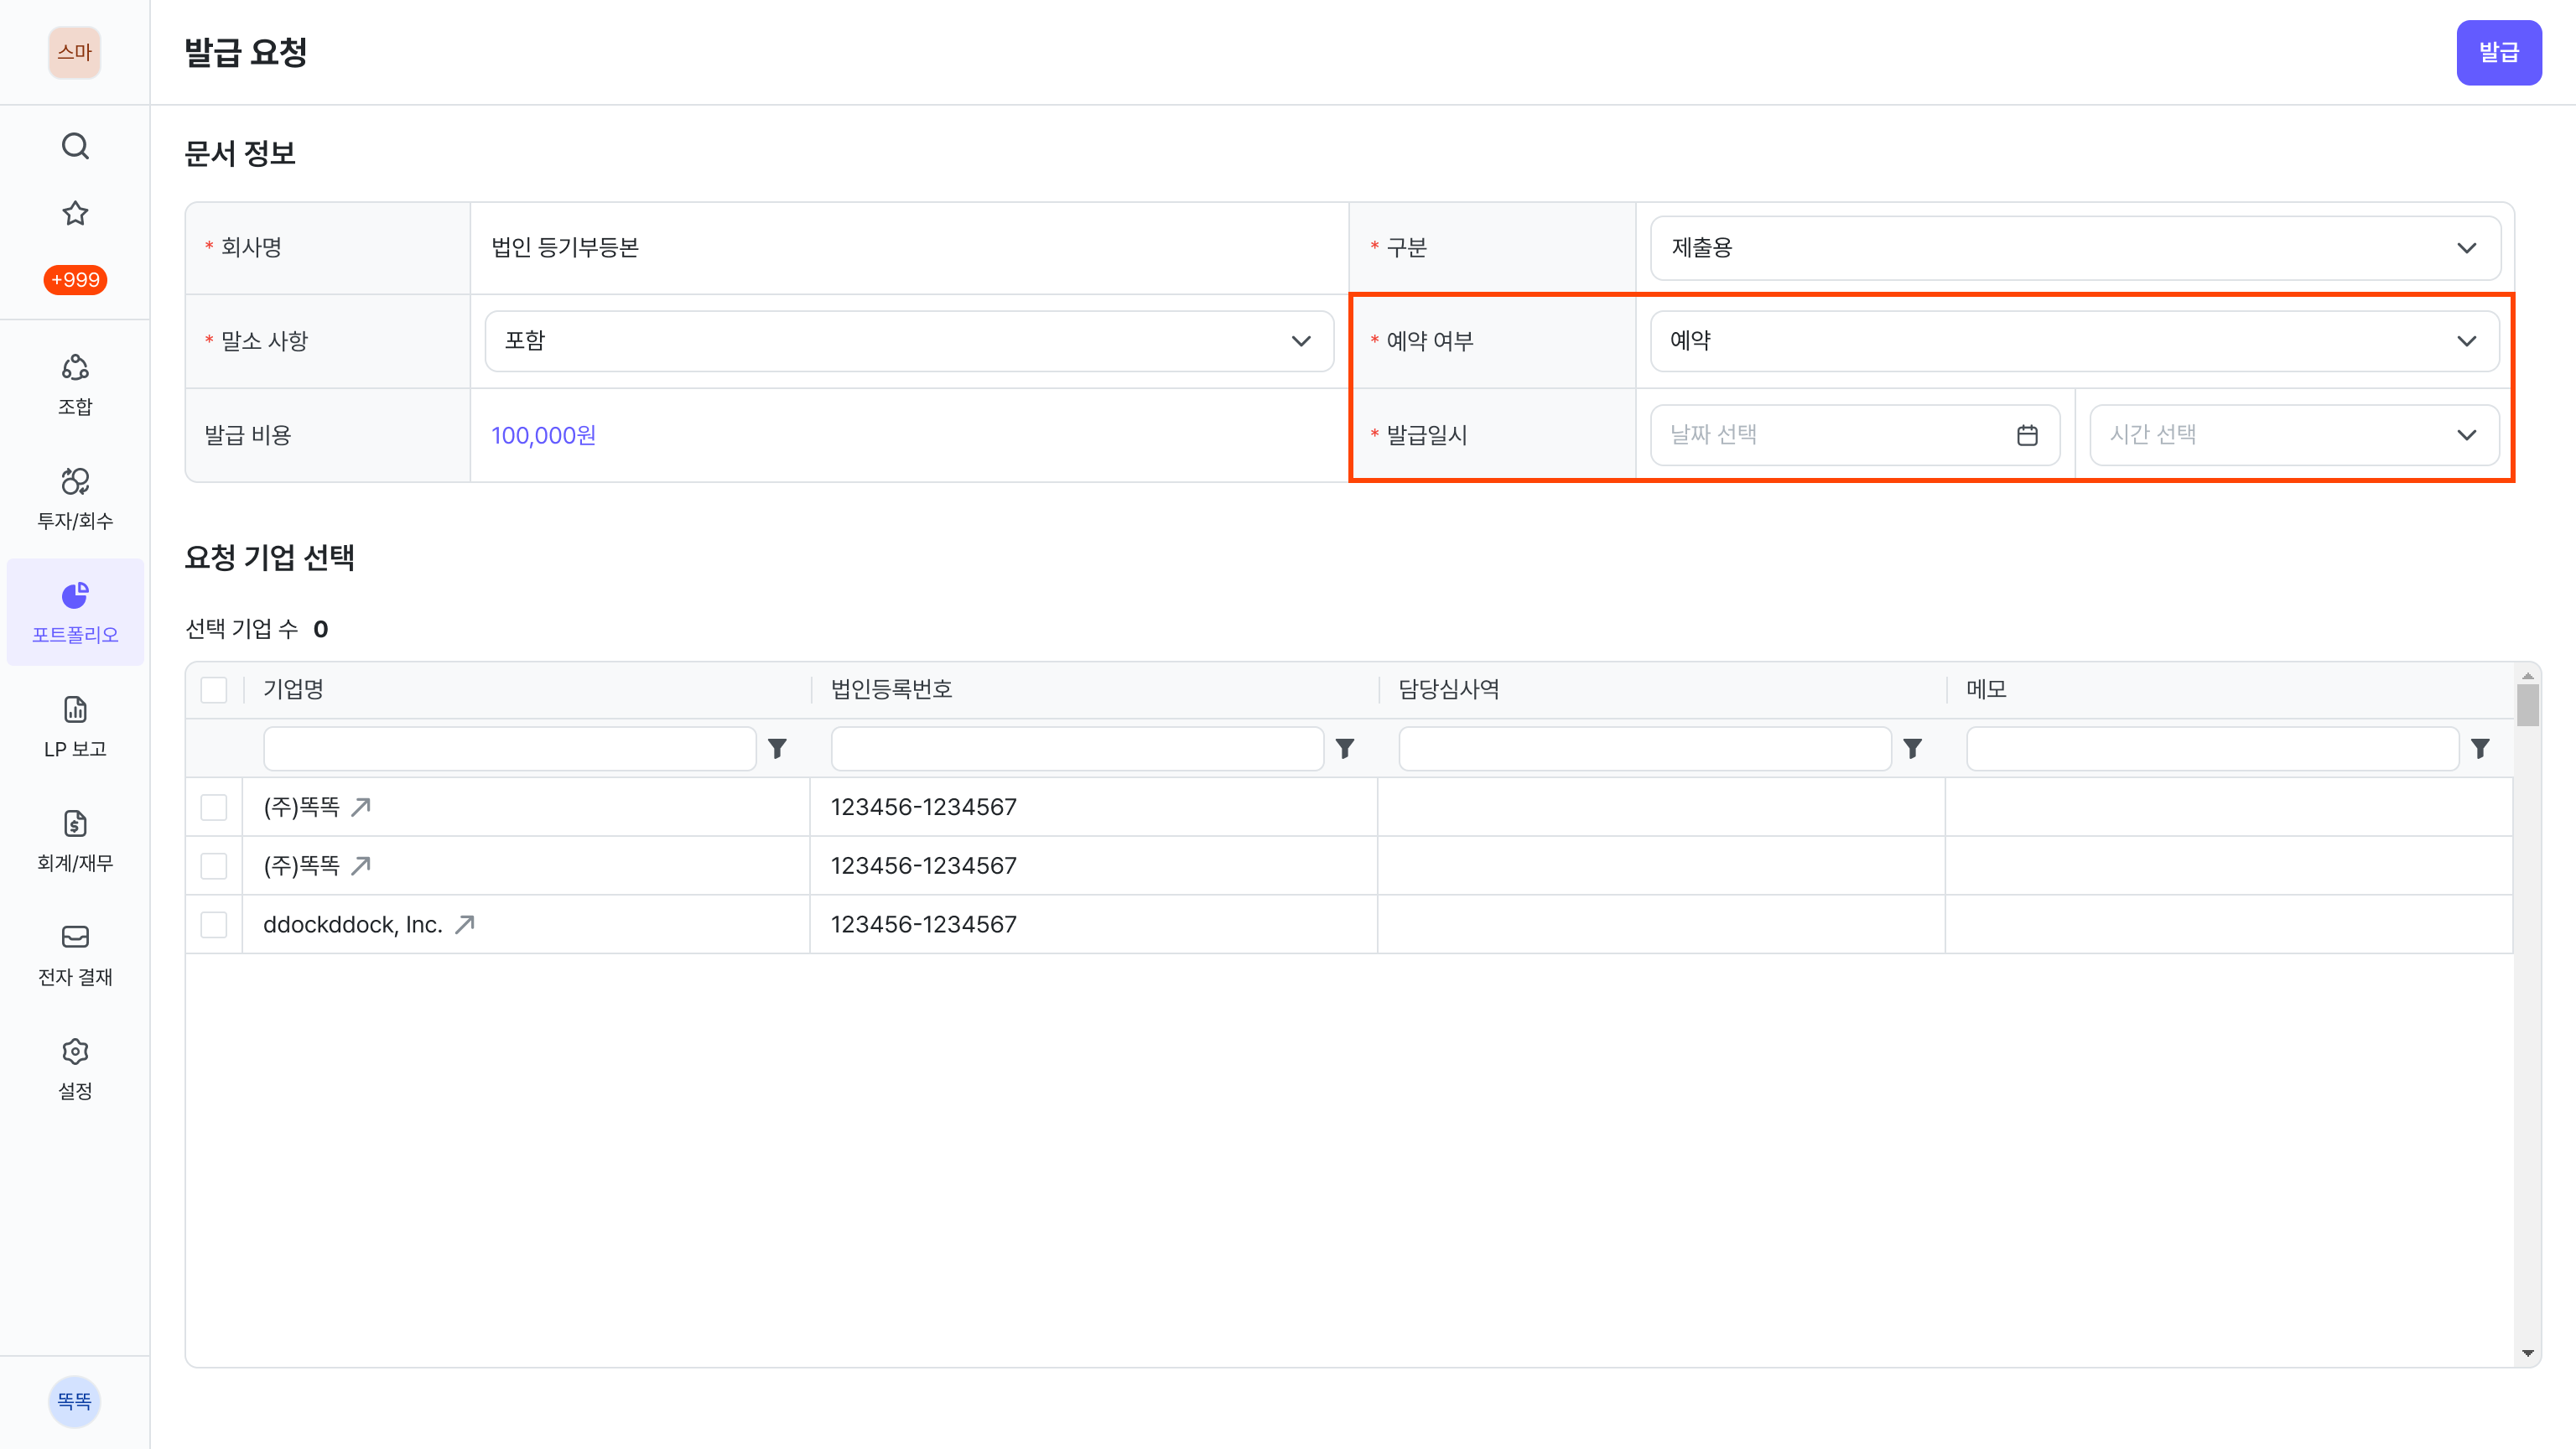 스마
발급 요청
발급
+999
조합
투자/회수
포트폴리오
LP 보고
회계/재무
전자 결재
설정
똑똑
문서 정보
* 회사명 법인 등기부등본 * 구분 제출용
* 말소 사항 포함 * 예약 여부 예약
발급 비용 100,000원 * 발급일시 날짜 선택 시간 선택
요청 기업 선택
선택 기업 수 0
기업명 법인등록번호 담당심사역 메모
(주)똑똑 123456-1234567
(주)똑똑 123456-1234567
ddockddock, Inc. 123456-1234567